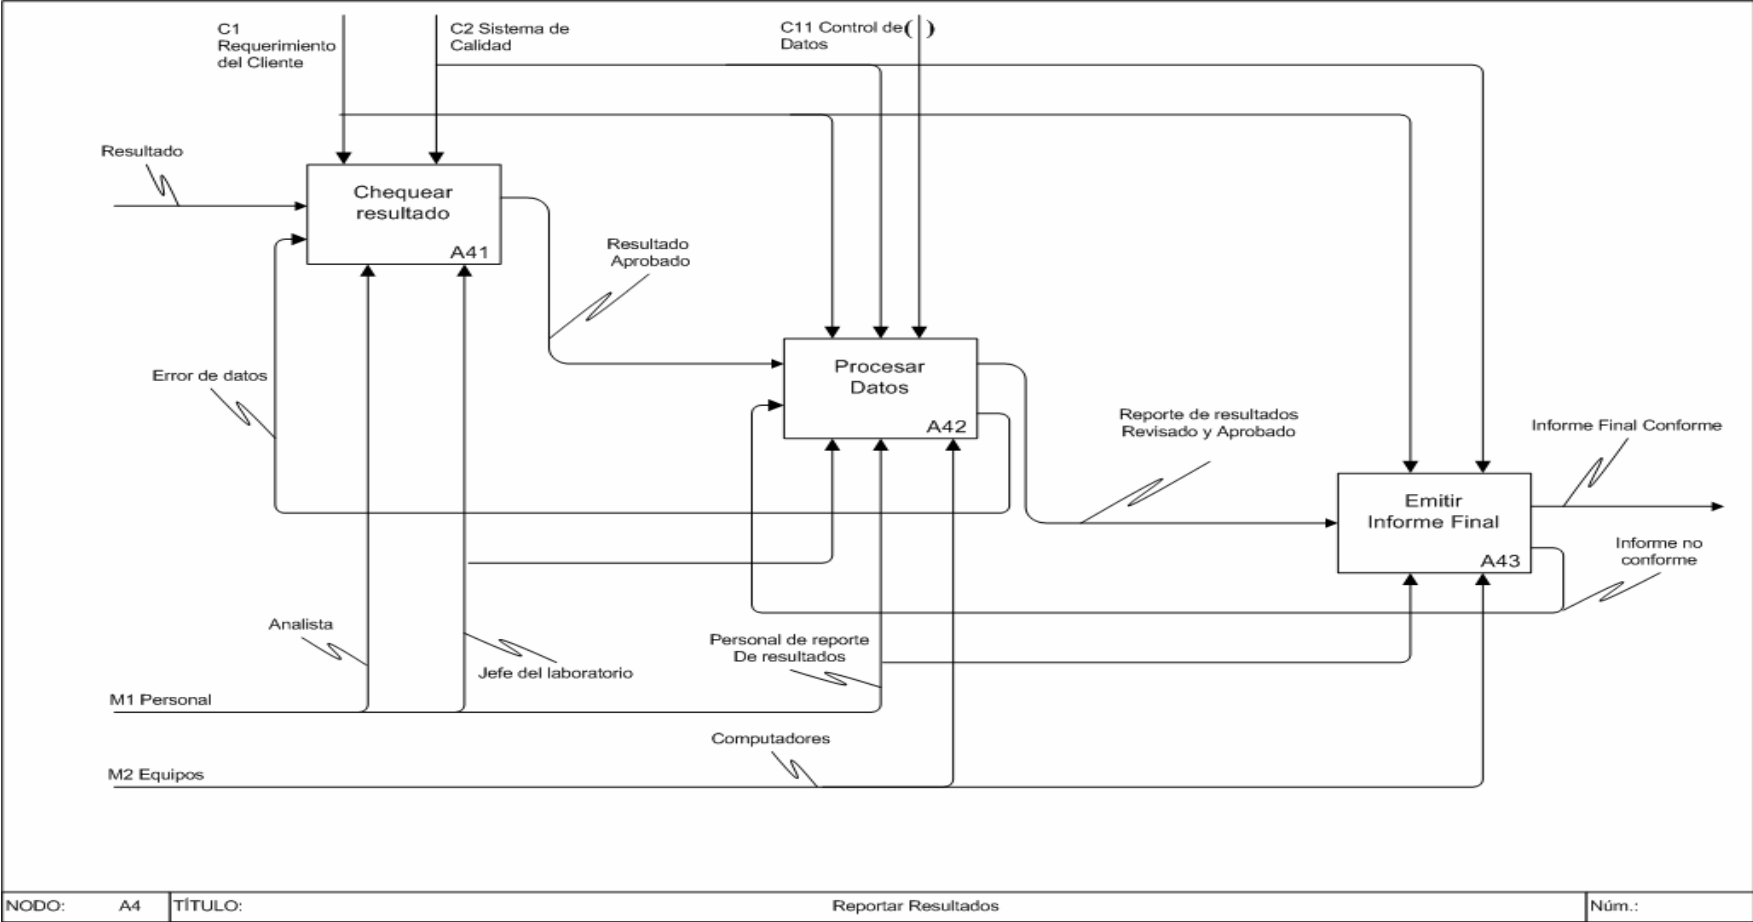 C1
Requerimiento
del Cliente
C2 Sistema de
Calidad
C11 Control de( )
Datos
Resultado
Chequear
resultado
A41
Resultado
Aprobado
Error de datos
Procesar
Datos
A42
Reporte de resultados
Revisado y Aprobado
Informe Final Conforme
Emitir
Informe Final
A43
Informe no
conforme
Analista
Jefe del laboratorio
Personal de reporte
De resultados
M1 Personal
Computadores
M2 Equipos
NODO: A4 TÍTULO: Reportar Resultados Núm.: